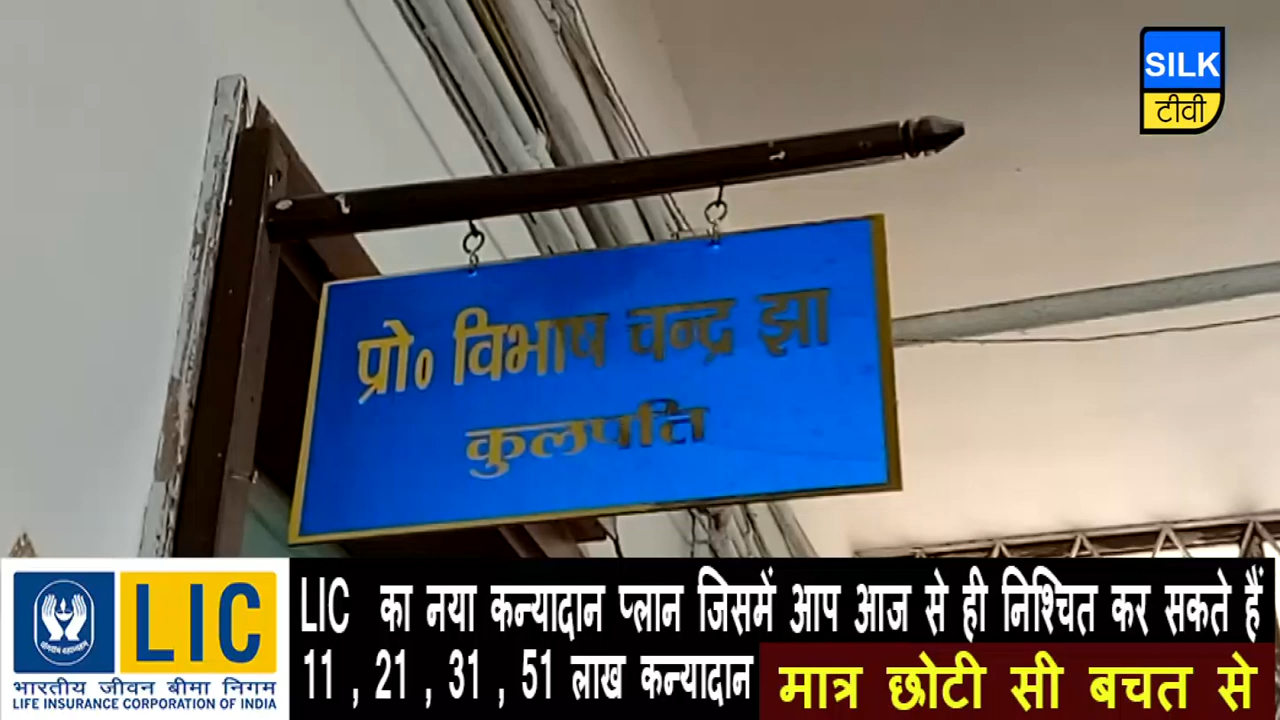 SILK
टीवी
प्रो० विभाष चन्द्र झा
कुलपति
LIC
भारतीय जीवन बीमा निगम
LIFE INSURANCE CORPORATION OF INDIA
LIC का नया कन्यादान प्लान जिसमें आप आज से ही निश्चित कर सकते हैं
11 , 21 , 31 , 51 लाख कन्यादान मात्र छोटी सी बचत से